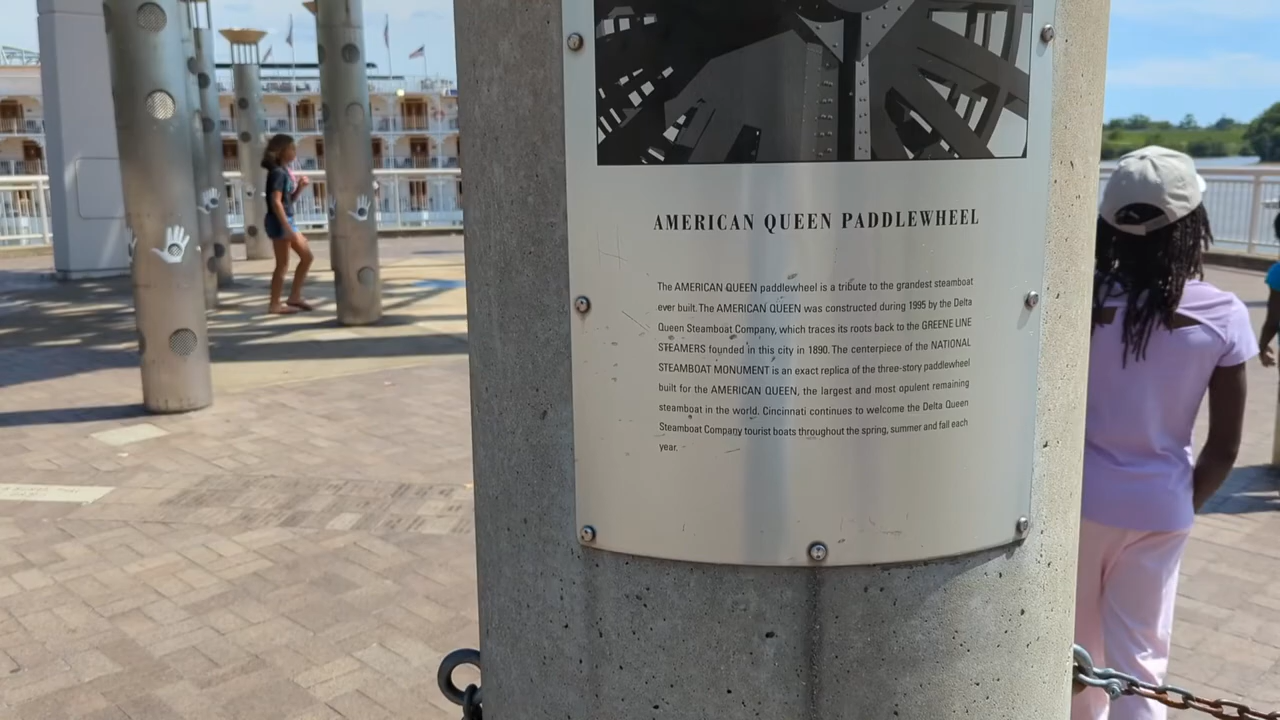 AMERICAN QUEEN PADDLEWHEEL
The AMERICAN QUEEN paddlewheel is a tribute to the grandest steamboat
ever built. The AMERICAN QUEEN was constructed during 1995 by the Delta
Queen Steamboat Company, which traces its roots back to the GREENE LINE
STEAMERS founded in this city in 1890. The centerpiece of the NATIONAL
STEAMBOAT MONUMENT is an exact replica of the three-story paddlewheel
built for the AMERICAN QUEEN, the largest and most opulent remaining
steamboat in the world. Cincinnati continues to welcome the Delta Queen
Steamboat Company tourist boats throughout the spring, summer and fall each
year.